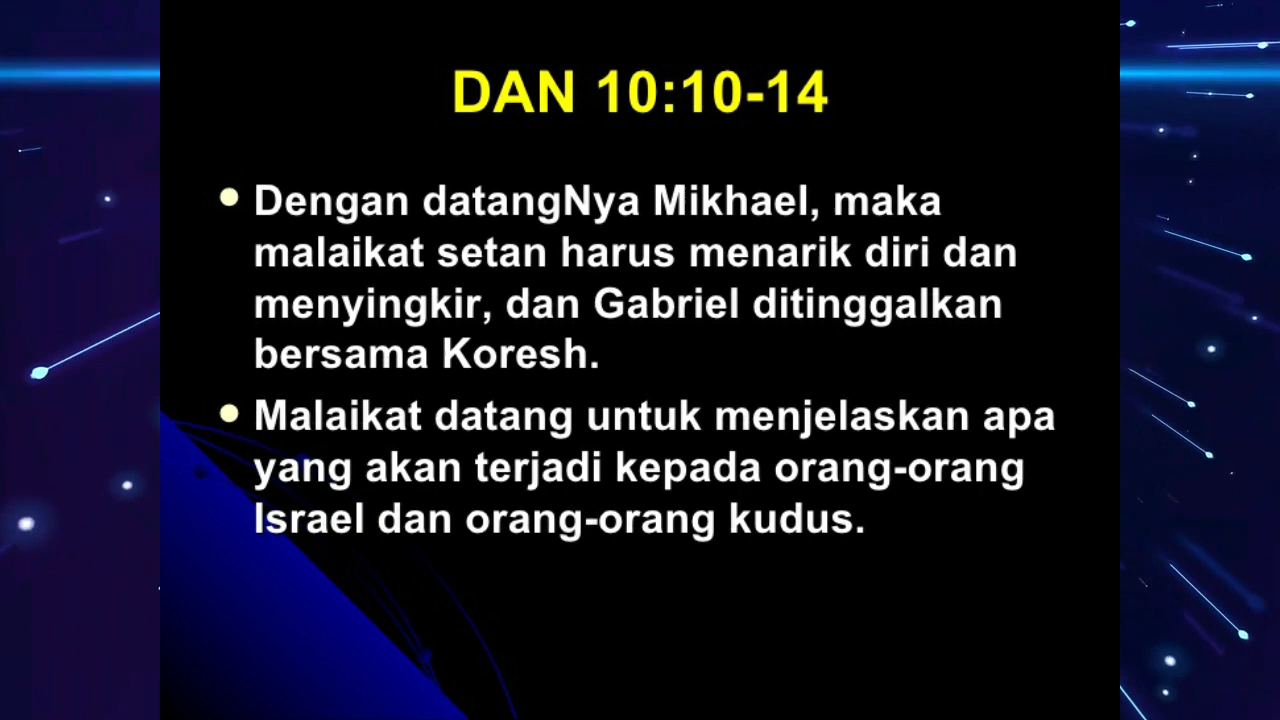 DAN 10:10-14
• Dengan datangNya Mikhael, maka
malaikat setan harus menarik diri dan
menyingkir, dan Gabriel ditinggalkan
bersama Koresh.
• Malaikat datang untuk menjelaskan apa
yang akan terjadi kepada orang-orang
Israel dan orang-orang kudus.